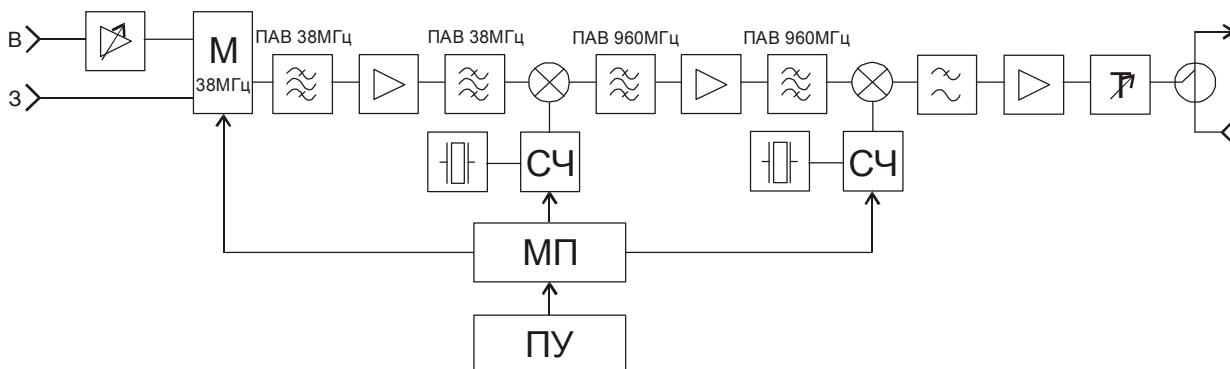 В
З
М
38МГц
ПАВ 38МГц
ПАВ 38МГц
ПАВ 960МГц
ПАВ 960МГц
Т
СЧ
СЧ
МП
ПУ